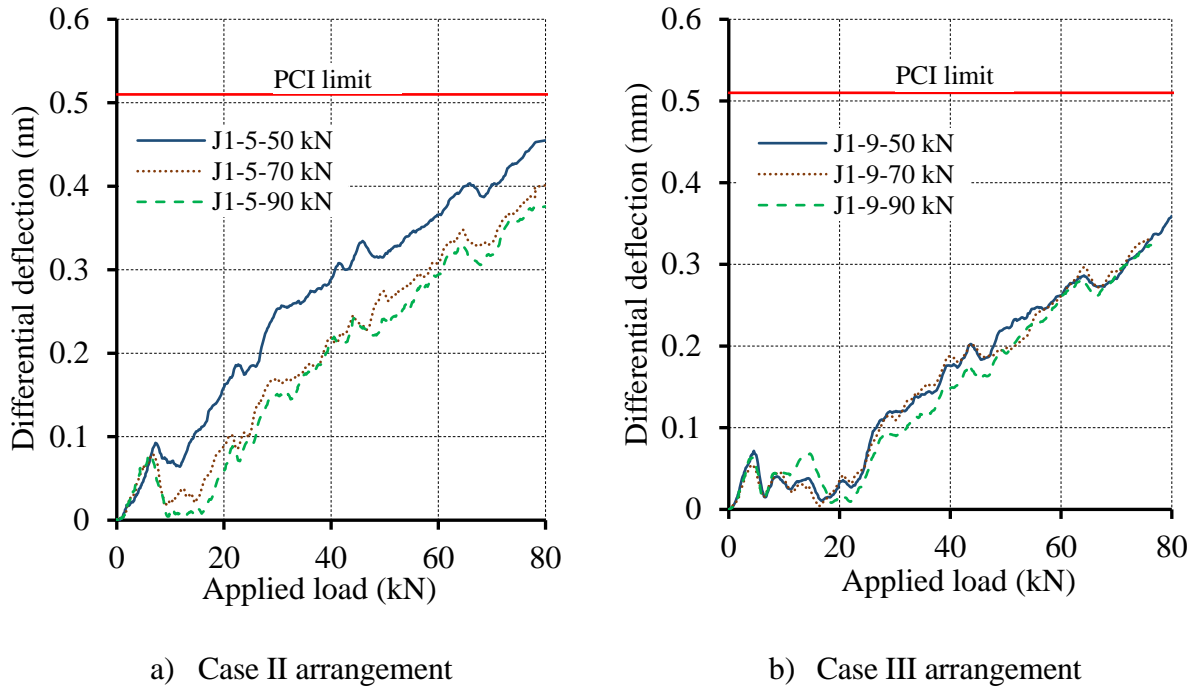 0.6
0.5
0.4
0.3
0.2
0.1
0
Differential deflection (nn)
PCI limit
J1-5-50 kN
J1-5-70 kN
J1-5-90 kN
0 20 40 60 80
Applied load (kN)
a) Case II arrangement
0.6
0.5
0.4
0.3
0.2
0.1
0
Differential deflection (mm)
PCI limit
J1-9-50 kN
J1-9-70 kN
J1-9-90 kN
0 20 40 60 80
Applied load (kN)
b) Case III arrangement